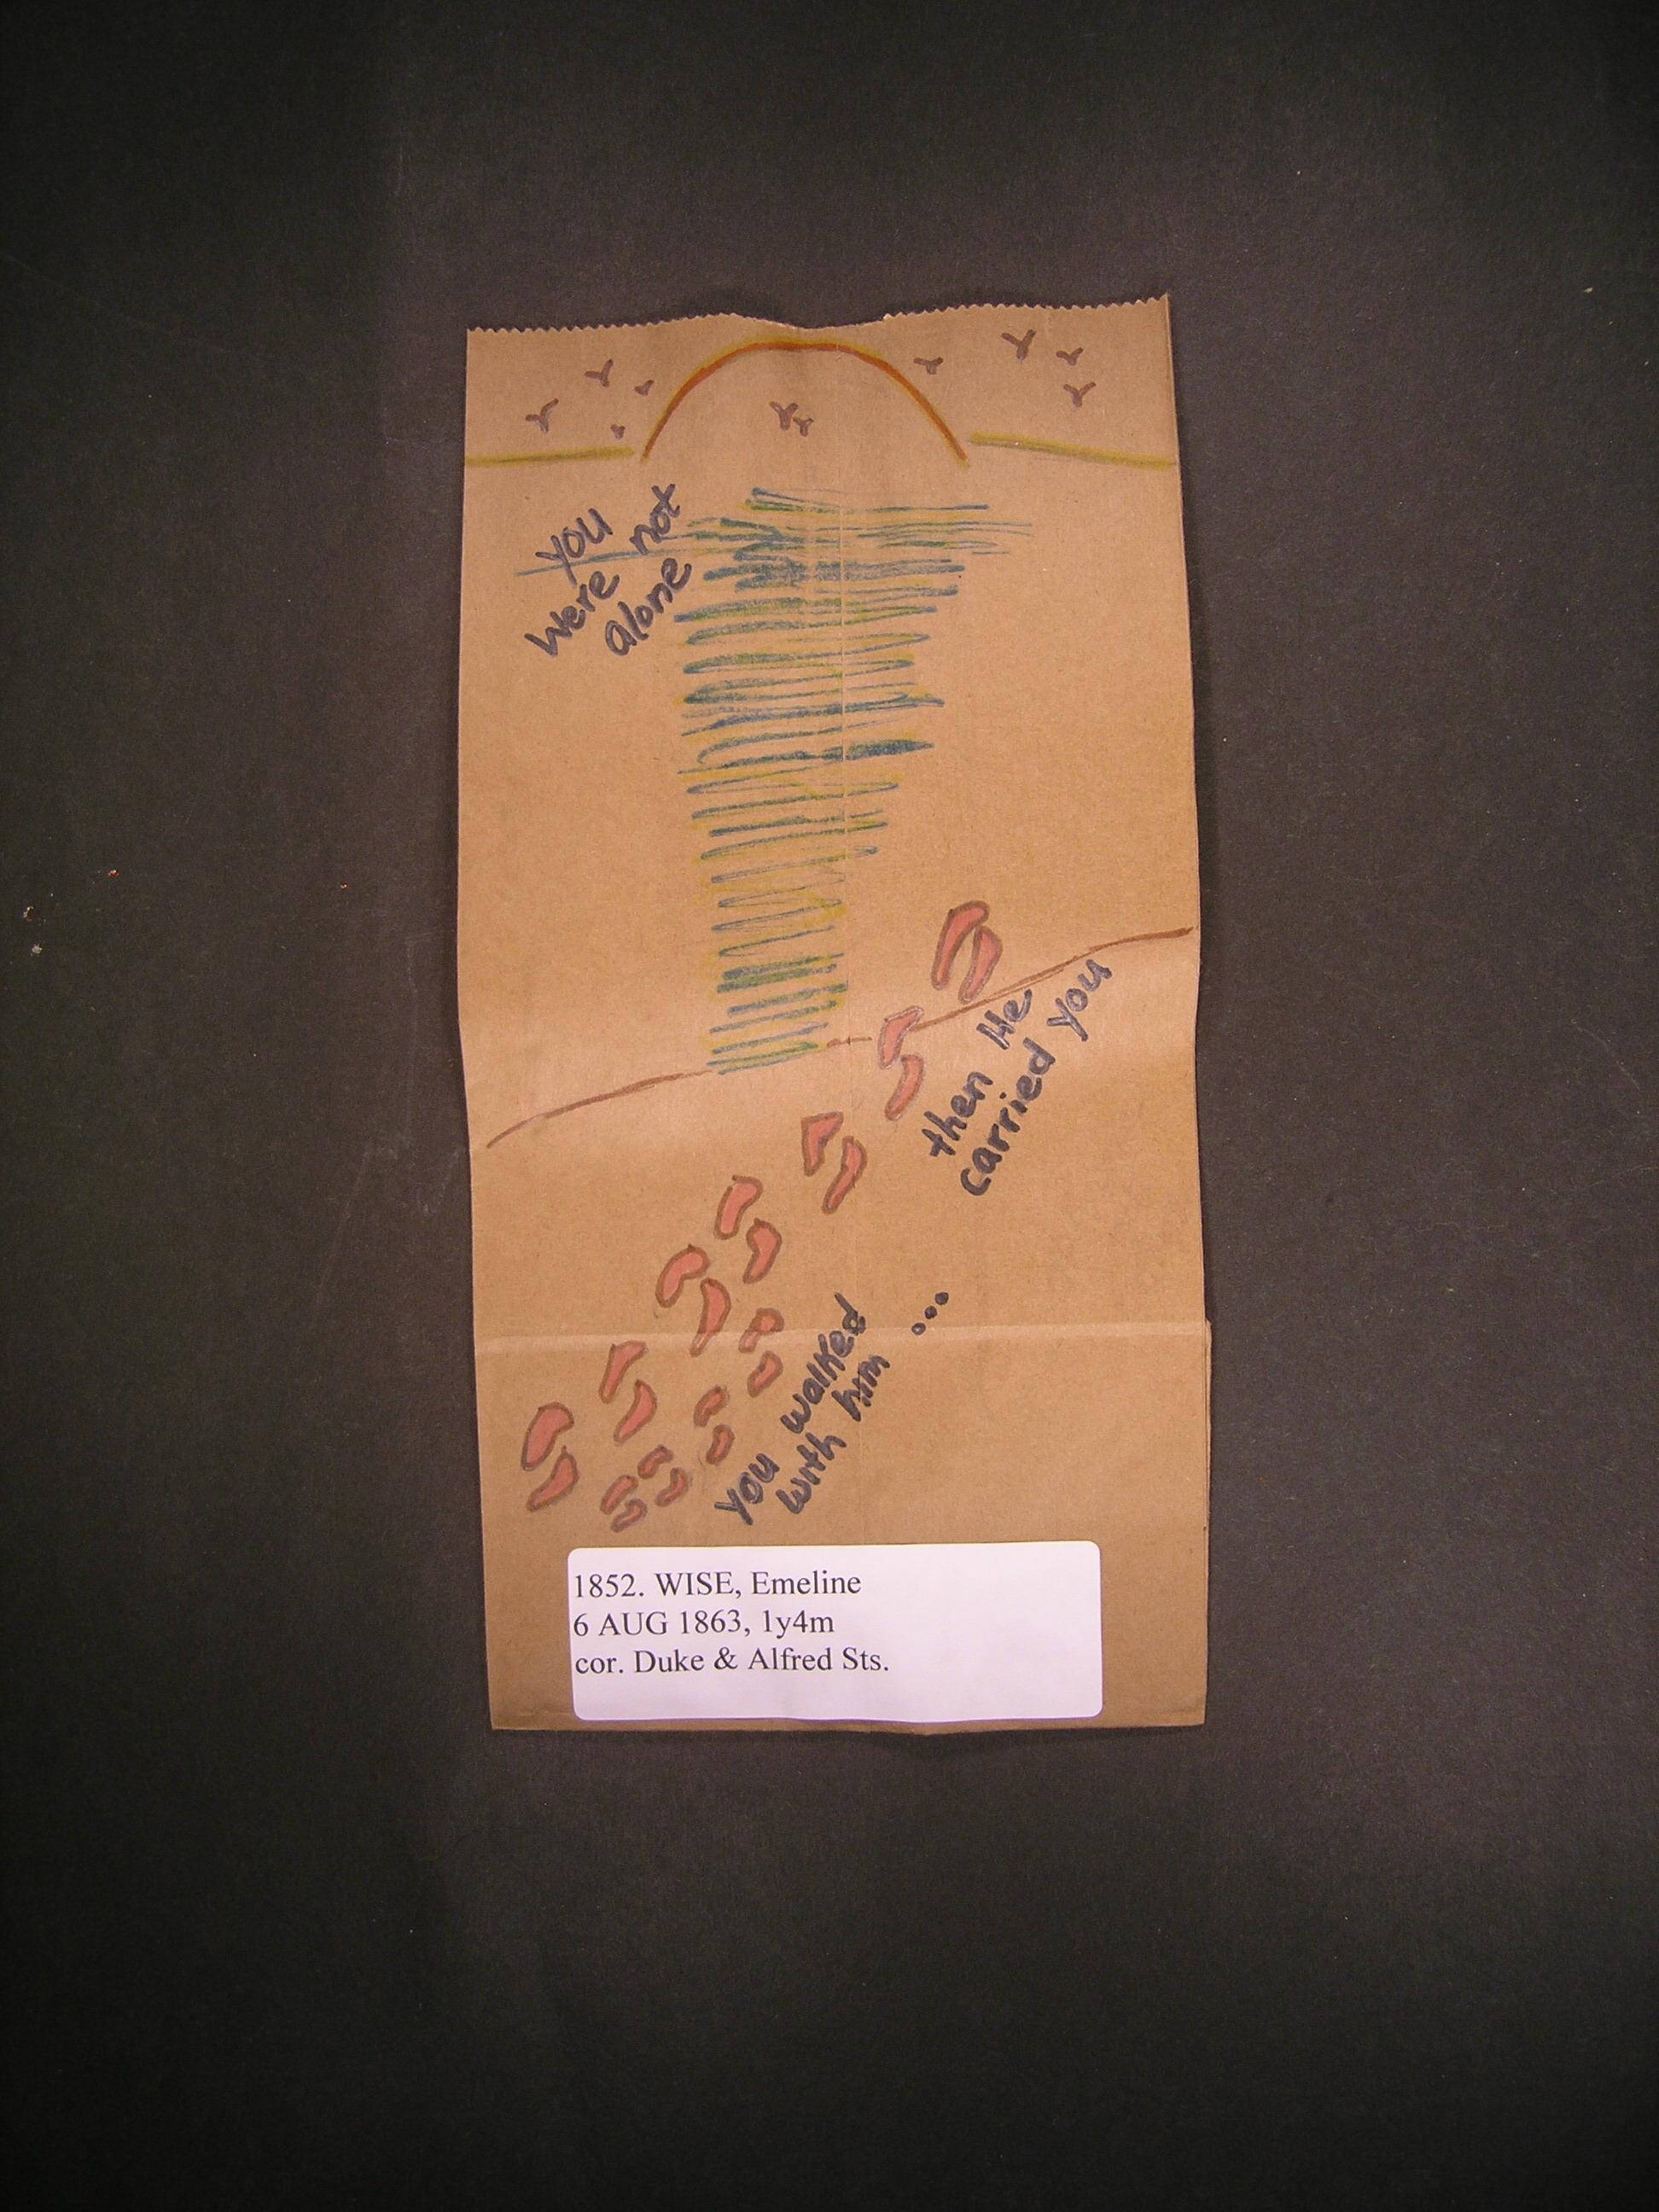 you
were not
alone
then He
carried you
you walked
with him ...
1852. WISE, Emeline
6 AUG 1863, 1y4m
cor. Duke & Alfred Sts.